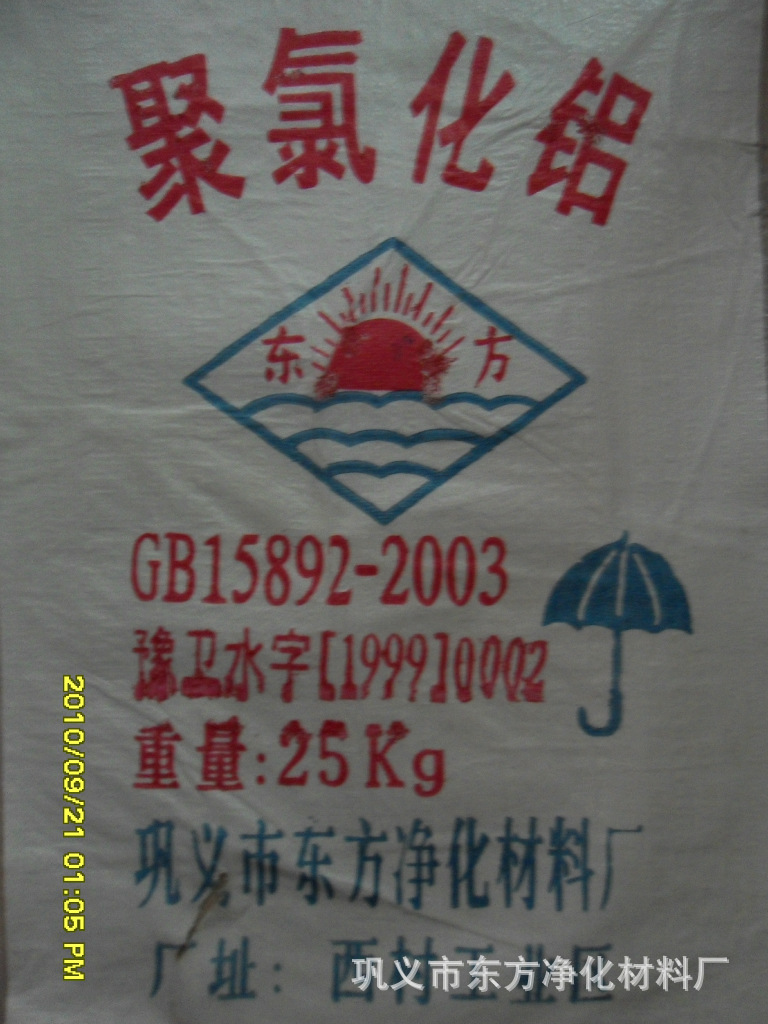 聚氯化铝
东方
GB15892-2003
豫卫水字[1999]0002
重量:25Kg
巩义市东方净化材料厂
厂址:西村工业区
巩义市东方净化材料厂
2010/09/21 01:05 PM